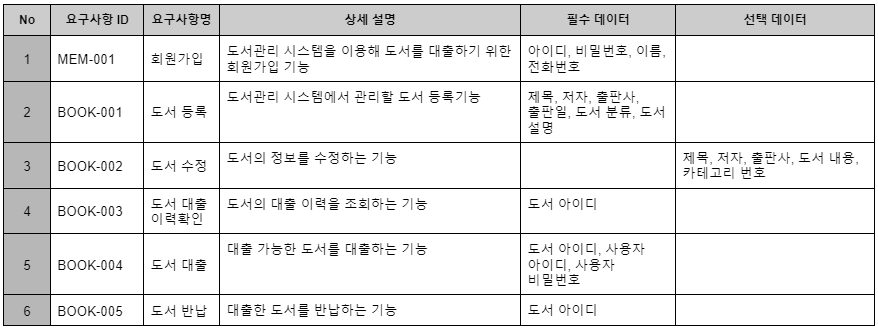 No 요구사항 ID 요구사항명 상세 설명 필수 데이터 선택 데이터
1 MEM-001 회원가입 도서관리 시스템을 이용해 도서를 대출하기 위한
회원가입 기능
아이디, 비밀번호, 이름,
전화번호
2 BOOK-001 도서 등록 도서관리 시스템에서 관리할 도서 등록기능
제목, 저자, 출판사,
출판일, 도서 분류, 도서
설명
3 BOOK-002 도서 수정 도서의 정보를 수정하는 기능
제목, 저자, 출판사, 도서 내용,
카테고리 번호
4 BOOK-003 도서 대출
이력확인
도서의 대출 이력을 조회하는 기능 도서 아이디
5 BOOK-004 도서 대출 대출 가능한 도서를 대출하는 기능
도서 아이디, 사용자
아이디, 사용자
비밀번호
6 BOOK-005 도서 반납 대출한 도서를 반납하는 기능 도서 아이디